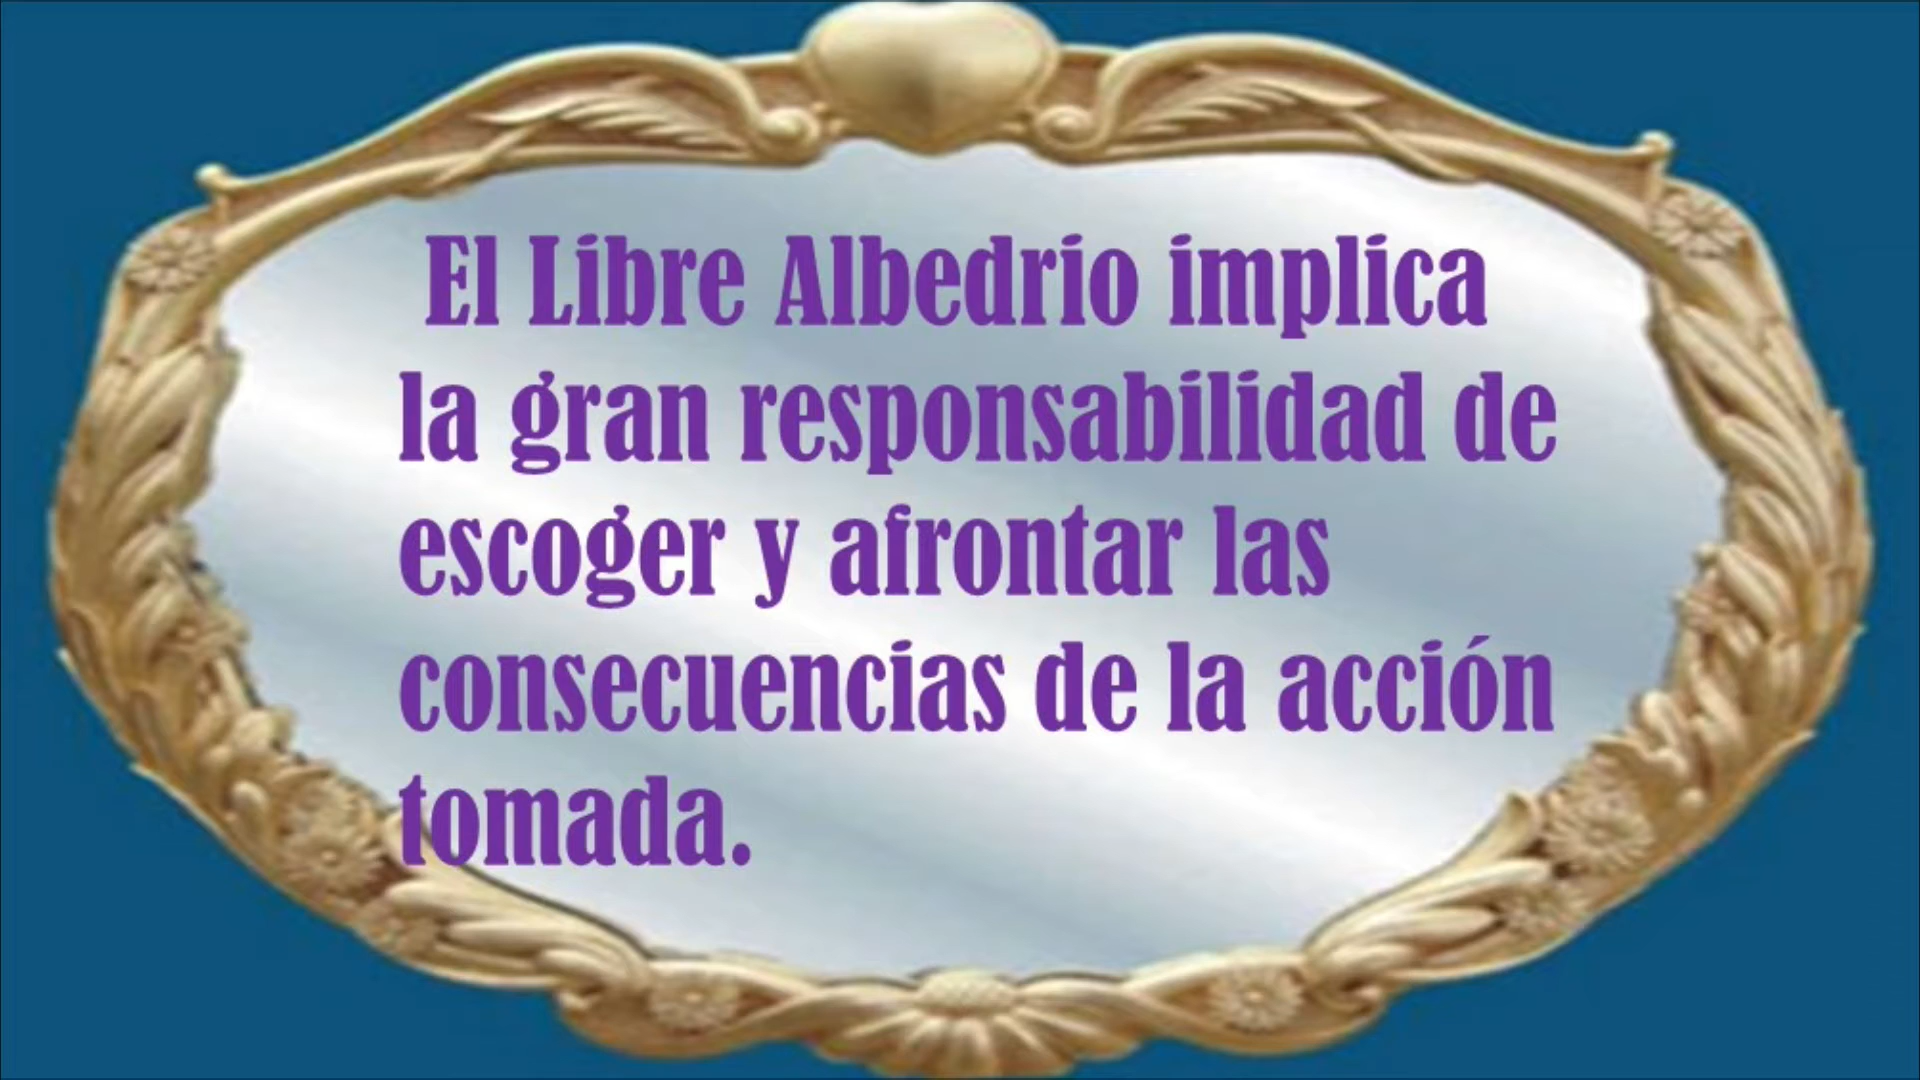 El Libre Albedrio implica
la gran responsabilidad de
escoger y afrontar las
consecuencias de la acción
tomada.